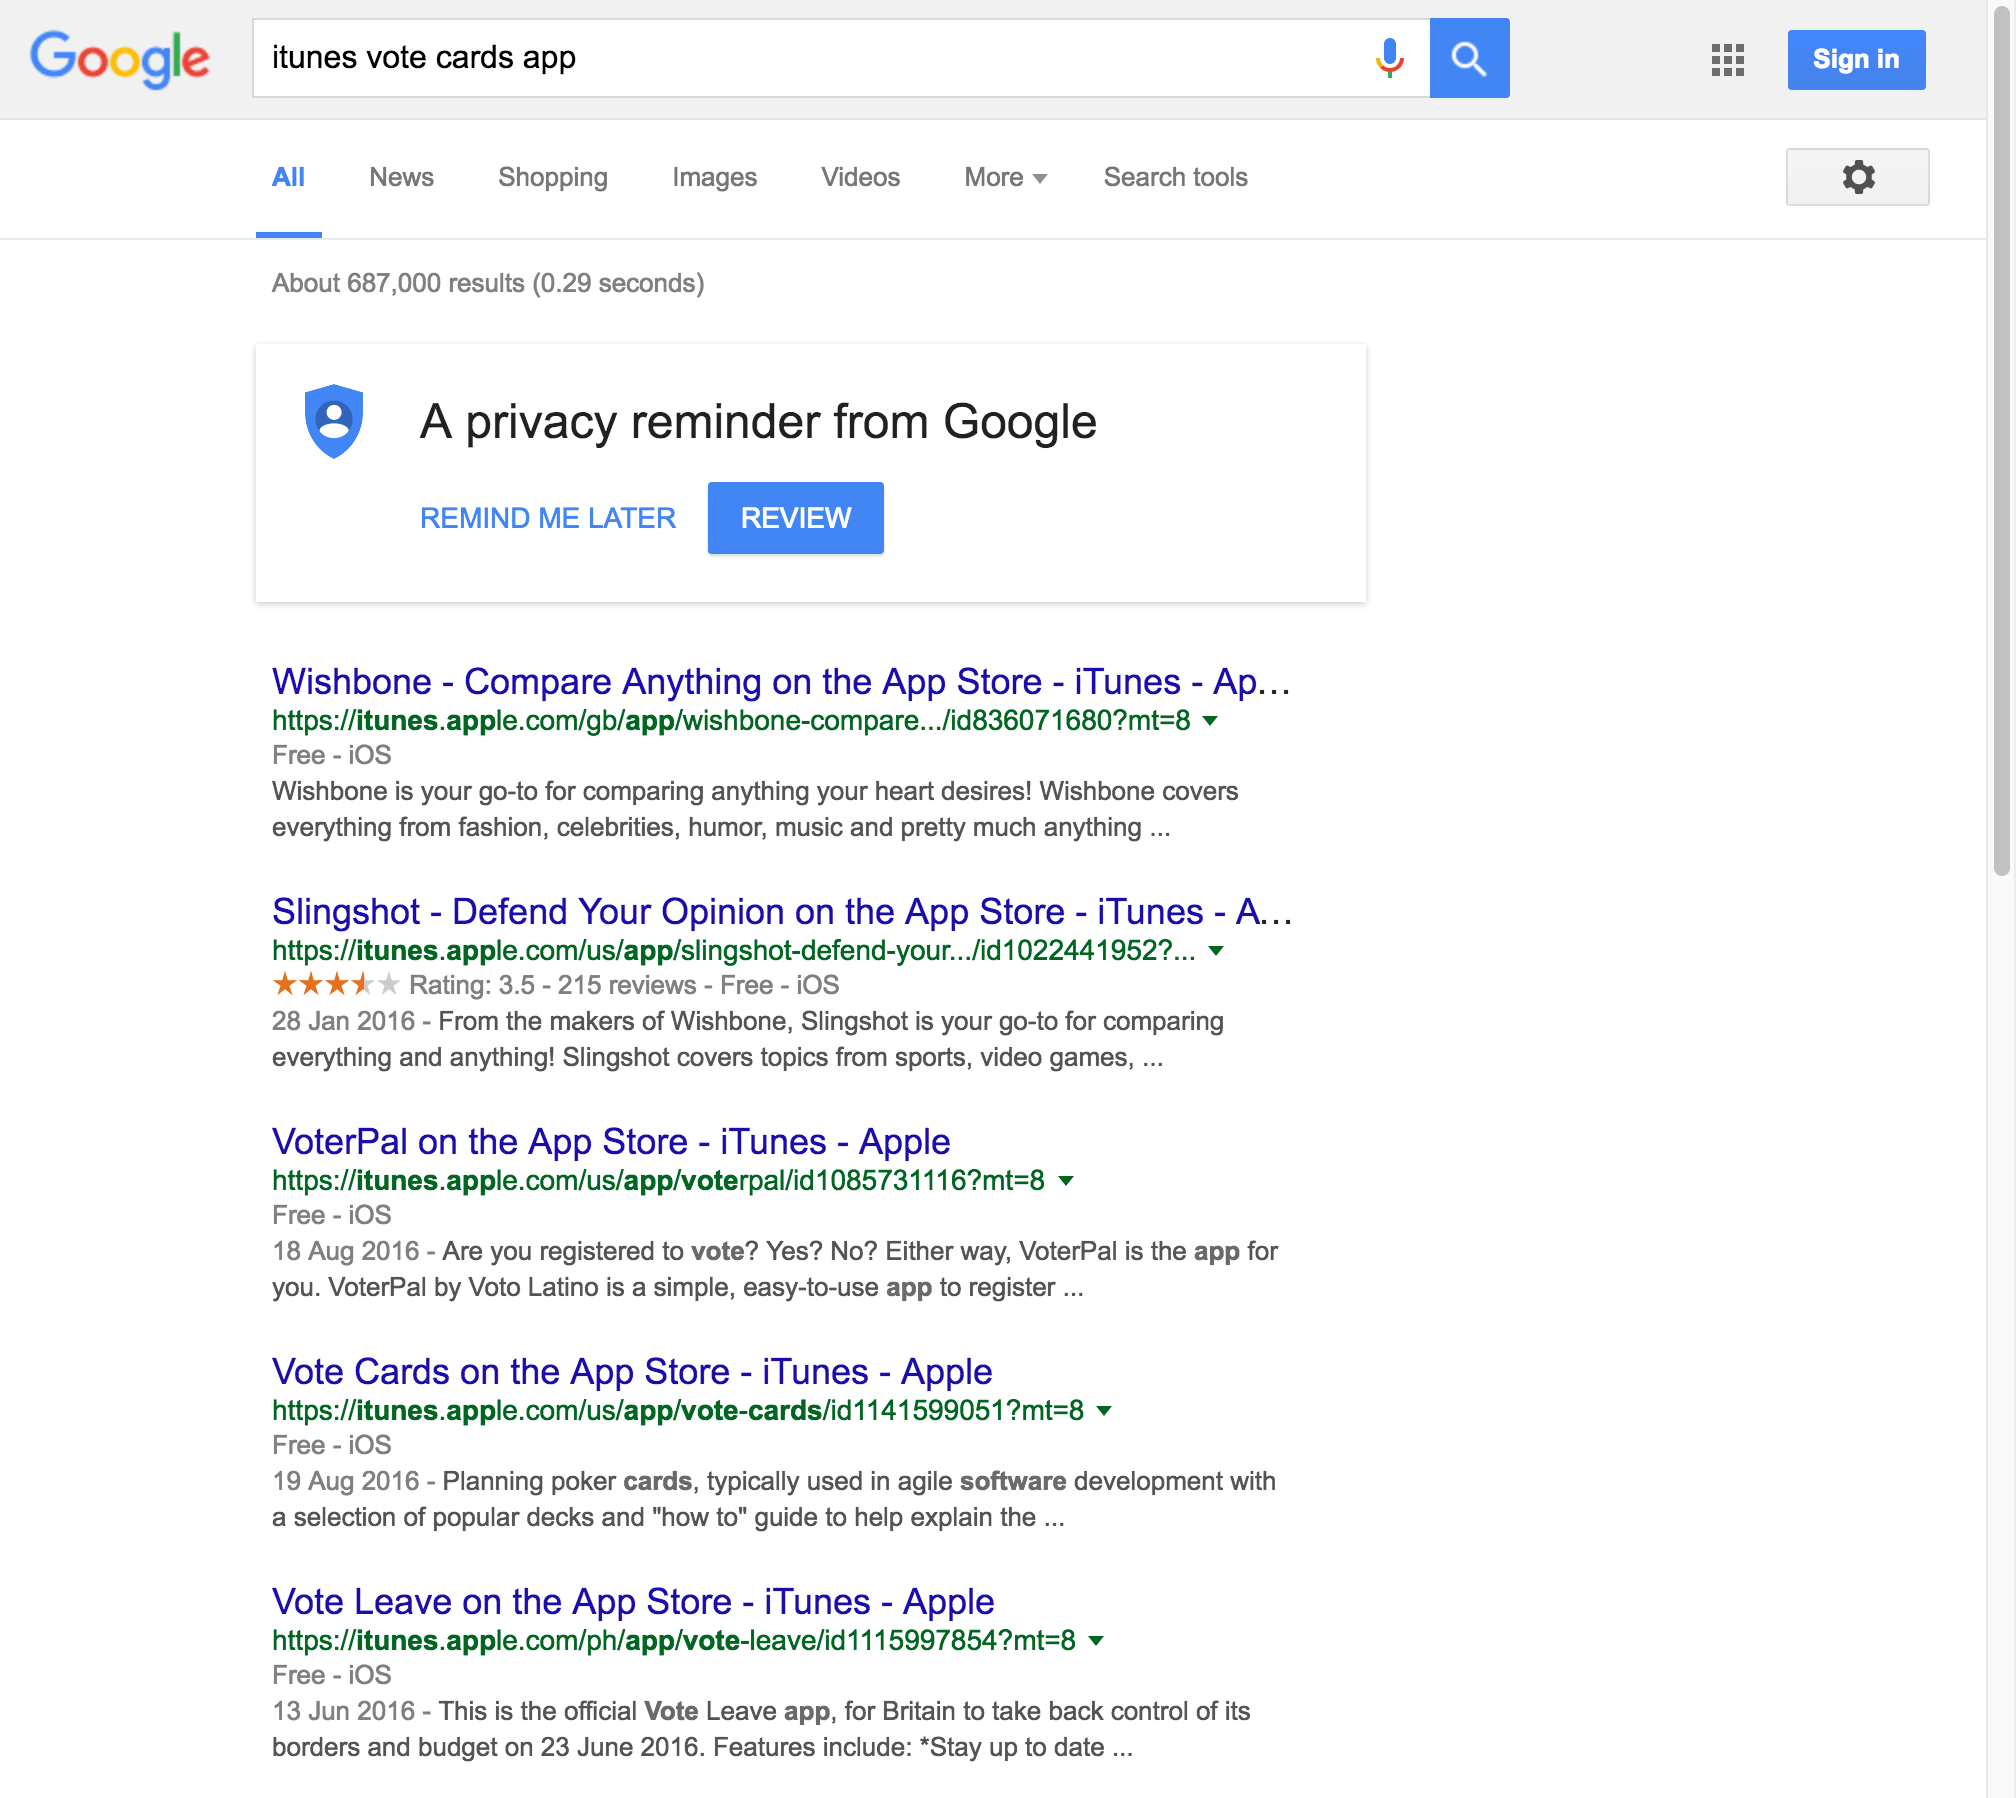 Google
itunes vote cards app
Sign in
All News Shopping Images Videos More Search tools
About 687,000 results (0.29 seconds)
A privacy reminder from Google
REMIND ME LATER REVIEW
Wishbone - Compare Anything on the App Store - iTunes - Ap...
https://itunes.apple.com/gb/app/wishbone-compare.../id836071680?mt=8
Free - iOS
Wishbone is your go-to for comparing anything your heart desires! Wishbone covers
everything from fashion, celebrities, humor, music and pretty much anything ...
Slingshot - Defend Your Opinion on the App Store - iTunes - A...
https://itunes.apple.com/us/app/slingshot-defend-your.../id1022441952?...
Rating: 3.5 - 215 reviews - Free - iOS
28 Jan 2016 - From the makers of Wishbone, Slingshot is your go-to for comparing
everything and anything! Slingshot covers topics from sports, video games, ...
VoterPal on the App Store - iTunes - Apple
https://itunes.apple.com/us/app/voterpal/id1085731116?mt=8
Free - iOS
18 Aug 2016 - Are you registered to vote? Yes? No? Either way, VoterPal is the app for
you. VoterPal by Voto Latino is a simple, easy-to-use app to register ...
Vote Cards on the App Store - iTunes - Apple
https://itunes.apple.com/us/app/vote-cards/id1141599051?mt=8
Free - iOS
19 Aug 2016 - Planning poker cards, typically used in agile software development with
a selection of popular decks and "how to" guide to help explain the ...
Vote Leave on the App Store - iTunes - Apple
https://itunes.apple.com/ph/app/vote-leave/id1115997854?mt=8
Free - iOS
13 Jun 2016 - This is the official Vote Leave app, for Britain to take back control of its
borders and budget on 23 June 2016. Features include: *Stay up to date ...